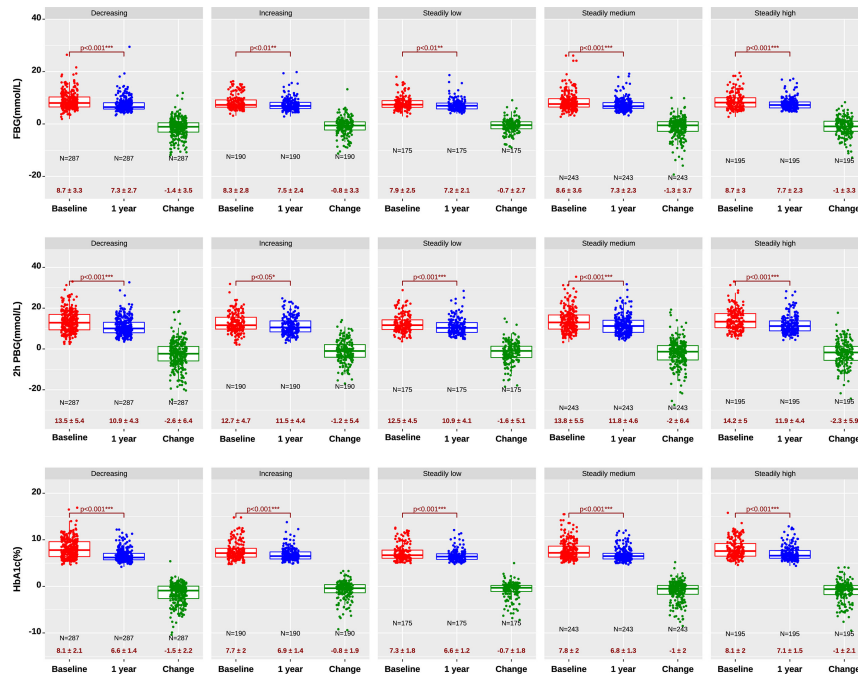 Decreasing Increasing Steadily low Steadily medium Steadily high
40
p<0.001*** p<0.01** p<0.01** p<0.001*** p<0.001***
20
FBG(mmol/L)
0
N=287 N=287 N=287 N=190 N=190 N=190 N=175 N=175 N=175 N=195 N=195 N=195
-20 N=243 N=243 N=243
8.7 ± 3.3 7.3 ± 2.7 -1.4 ± 3.5 8.3 ± 2.8 7.5 ± 2.4 -0.8 ± 3.3 7.9 ± 2.5 7.2 ± 2.1 -0.7 ± 2.7 8.6 ± 3.6 7.3 ± 2.3 -1.3 ± 3.7 8.7 ± 3 7.7 ± 2.3 -1 ± 3.3
Baseline 1 year Change Baseline 1 year Change Baseline 1 year Change Baseline 1 year Change Baseline 1 year Change
Decreasing Increasing Steadily low Steadily medium Steadily high
40
p<0.001*** p<0.05* p<0.001*** p<0.001*** p<0.001***
20
2h PBG(mmol/L)
0
-20
N=190 N=190 N=190
N=287 N=287 N=287 N=175 N=175 N=175 N=195 N=195 N=195
N=243 N=243 N=243
13.5 ± 5.4 10.9 ± 4.3 -2.6 ± 6.4 12.7 ± 4.7 11.5 ± 4.4 -1.2 ± 5.4 12.5 ± 4.5 10.9 ± 4.1 -1.6 ± 5.1 13.8 ± 5.5 11.8 ± 4.6 -2 ± 6.4 14.2 ± 5 11.9 ± 4.4 -2.3 ± 5.9
Baseline 1 year Change Baseline 1 year Change Baseline 1 year Change Baseline 1 year Change Baseline 1 year Change
Decreasing Increasing Steadily low Steadily medium Steadily high
20
p<0.001*** p<0.001*** p<0.001*** p<0.001*** p<0.001***
10
HbA1c(%)
0
N=175 N=175 N=175
N=243 N=243 N=243 N=195 N=195 N=195
-10 N=190 N=190 N=190
N=287 N=287 N=287
8.1 ± 2.1 6.6 ± 1.4 -1.5 ± 2.2 7.7 ± 2 6.9 ± 1.4 -0.8 ± 1.9 7.3 ± 1.8 6.6 ± 1.2 -0.7 ± 1.8 7.8 ± 2 6.8 ± 1.3 -1 ± 2 8.1 ± 2 7.1 ± 1.5 -1 ± 2.1
Baseline 1 year Change Baseline 1 year Change Baseline 1 year Change Baseline 1 year Change Baseline 1 year Change